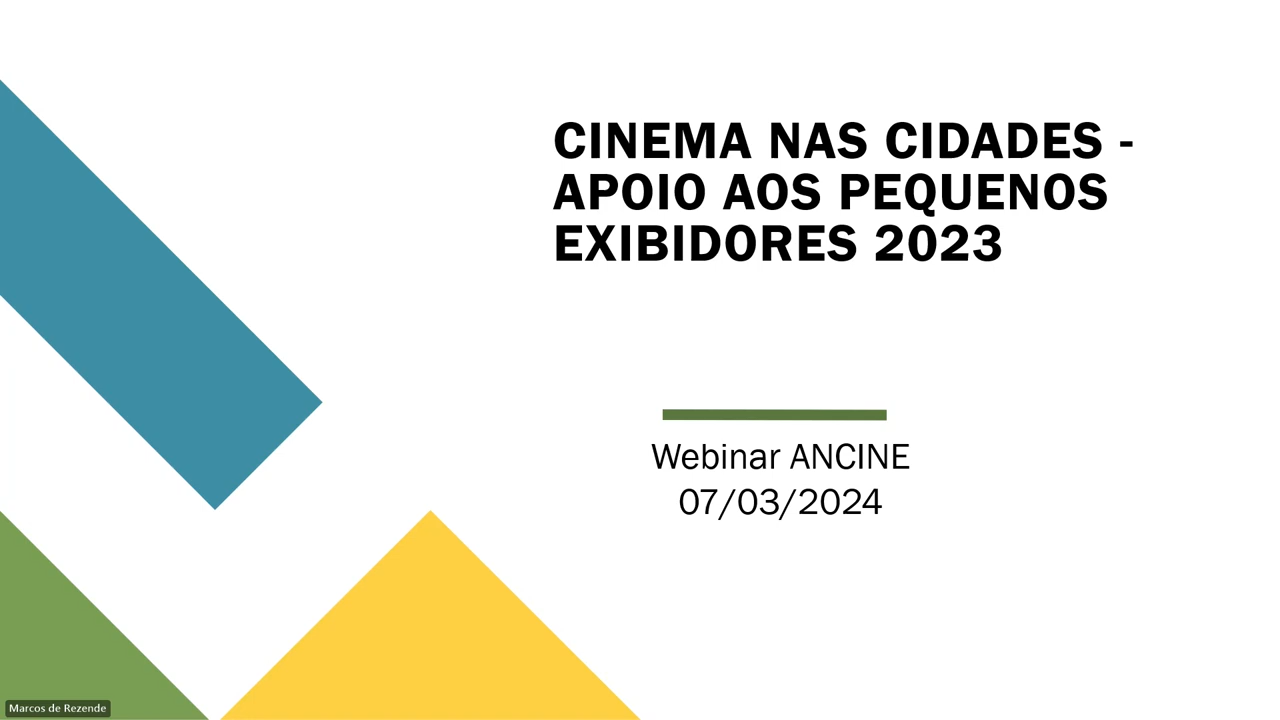 CINEMA NAS CIDADES -
APOIO AOS PEQUENOS
EXIBIDORES 2023
Webinar ANCINE
07/03/2024
Marcos de Rezende